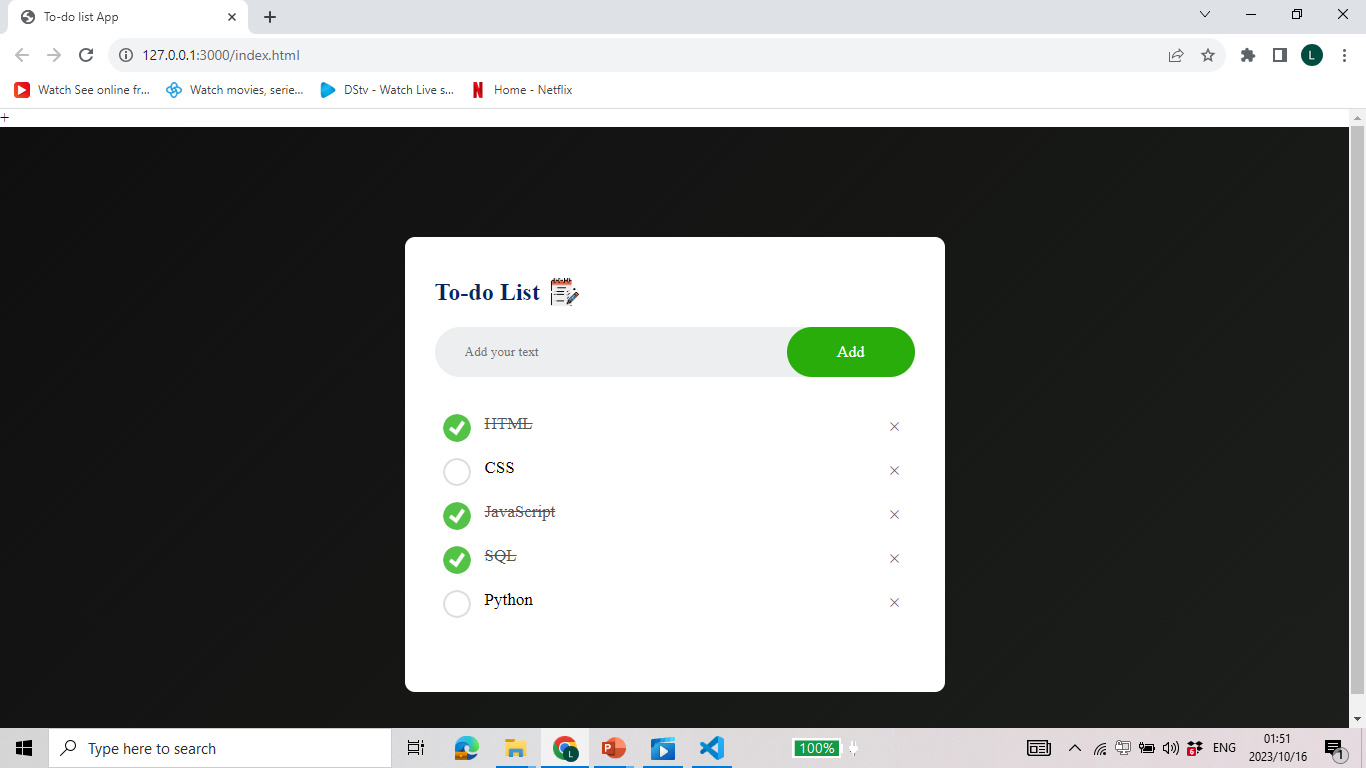 To-do list App
127.0.0.1:3000/index.html
L
Watch See online fr...
Watch movies, serie...
DStv - Watch Live s...
Home - Netflix
+
To-do List
Add your text
Add
HTML
CSS
JavaScript
SQL
Python
Type here to search
100%
ENG
01:51
2023/10/16
1